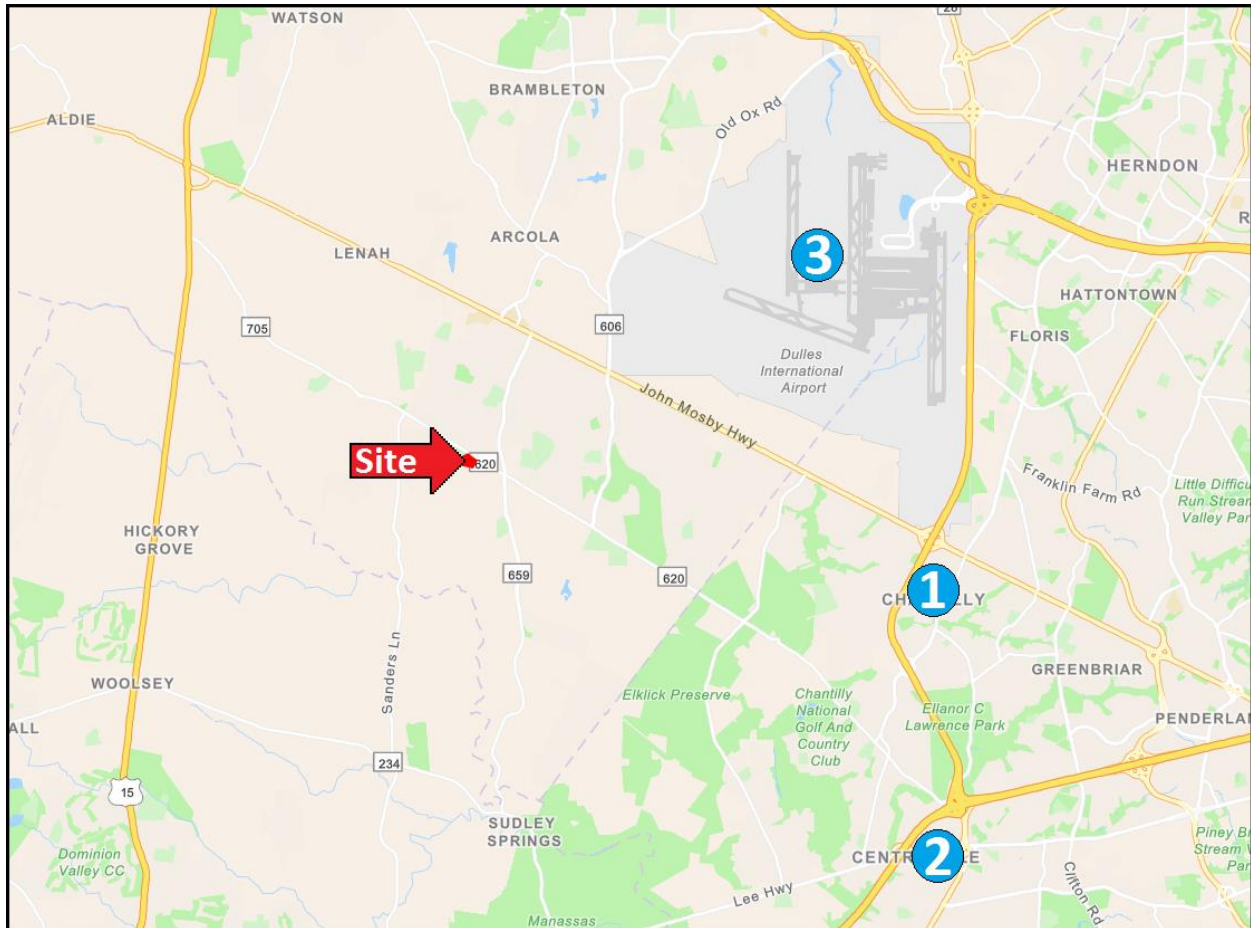 WATSON
28
BRAMBLETON
Old Ox Rd
ALDIE
HERNDON
ARCOLA
LENAH
3
HATTONTOWN
705
606
FLORIS
Dulles
International
Airport
John Mosby Hwy
Site
620
Franklin Farm Rd
Little Diffic
Run Stream
Valley Par
HICKORY
GROVE
659
620
1
Sanders Ln
GREENBRIAR
WOOLSEY
Elklick Preserve
Chantilly
National
Golf And
Country
Club
Ellanor C
Lawrence Park
PENDERLA
ALL
234
15
SUDLEY
SPRINGS
Dominion
Valley CC
2
Piney B
Stream
Lee Hwy
Clifton Rd
Manassas